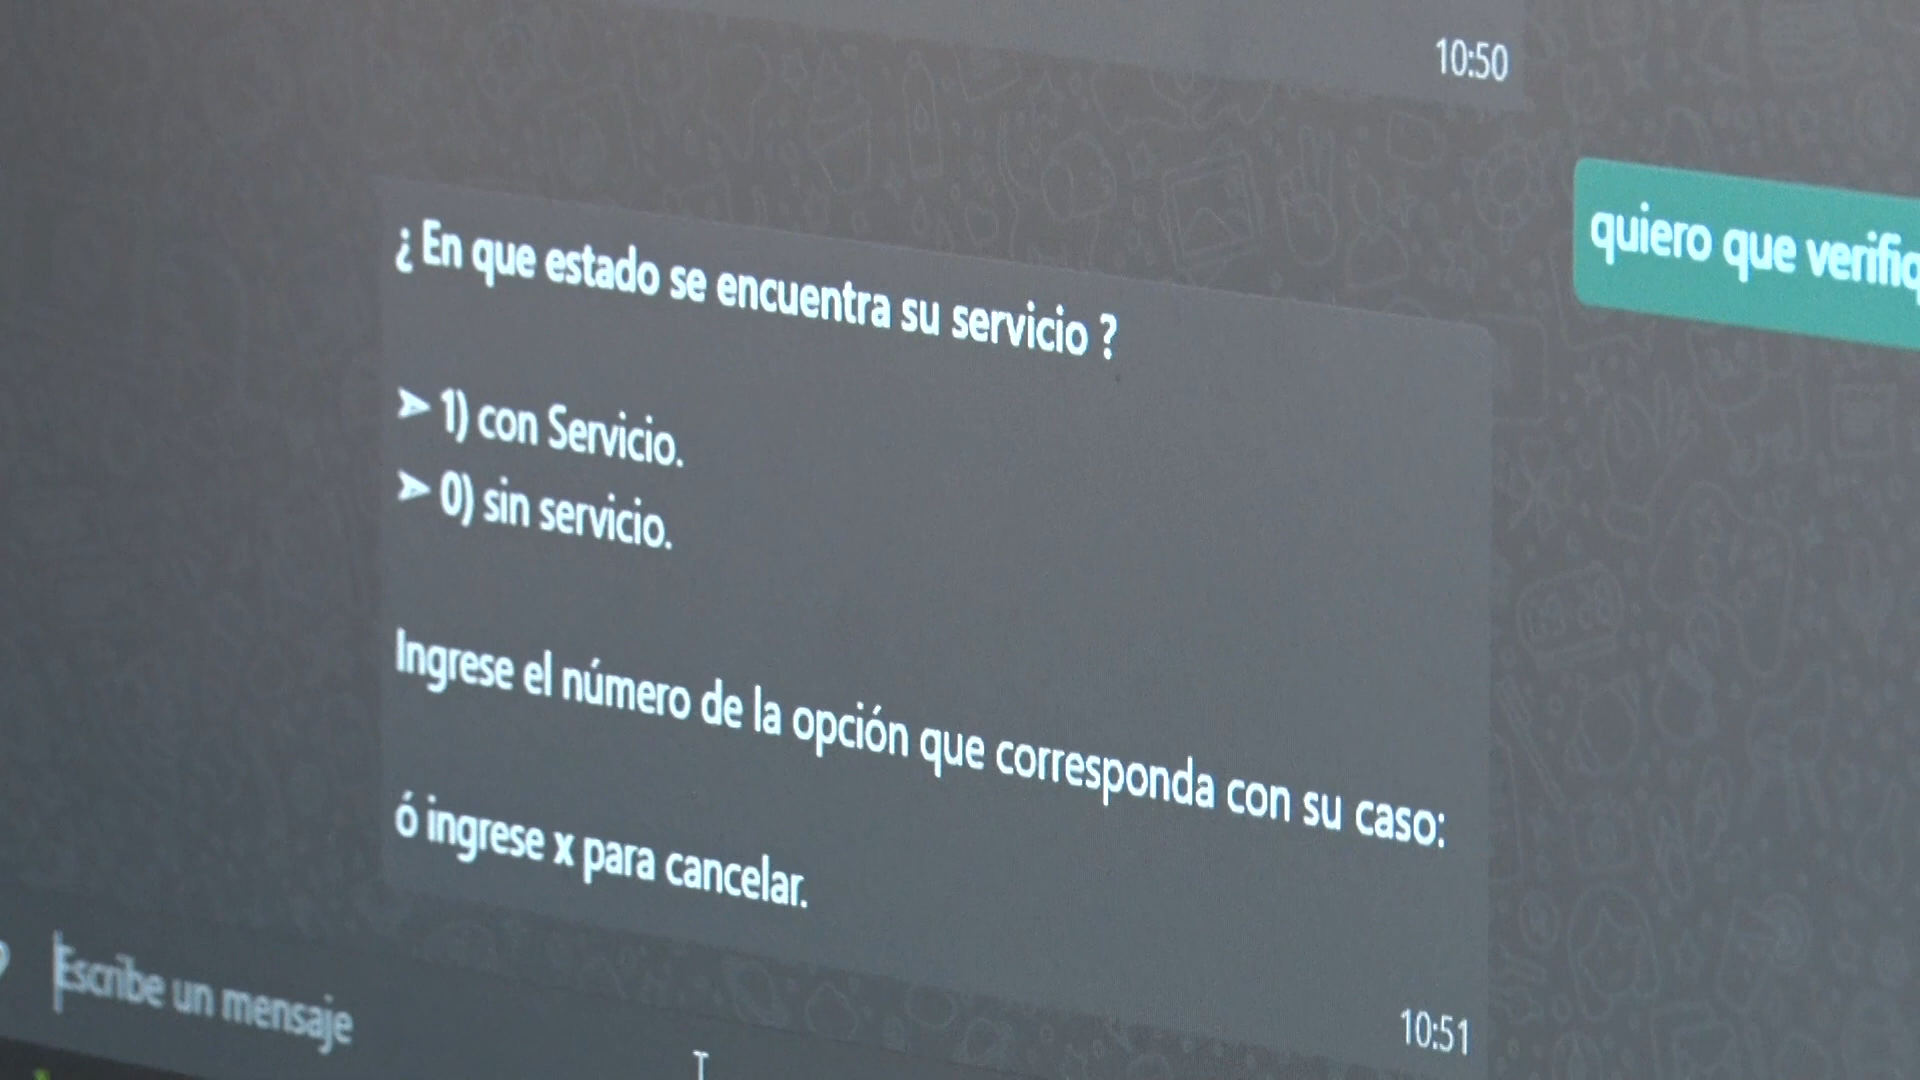 10:50
quiero que
¿ En que estado se encuentra su servicio ?
➤ 1) con Servicio.
➤ 0) sin servicio.
Ingrese el número de la opción que corresponda con su caso:
ó ingrese x para cancelar.
10:51
Escribe un mensaje